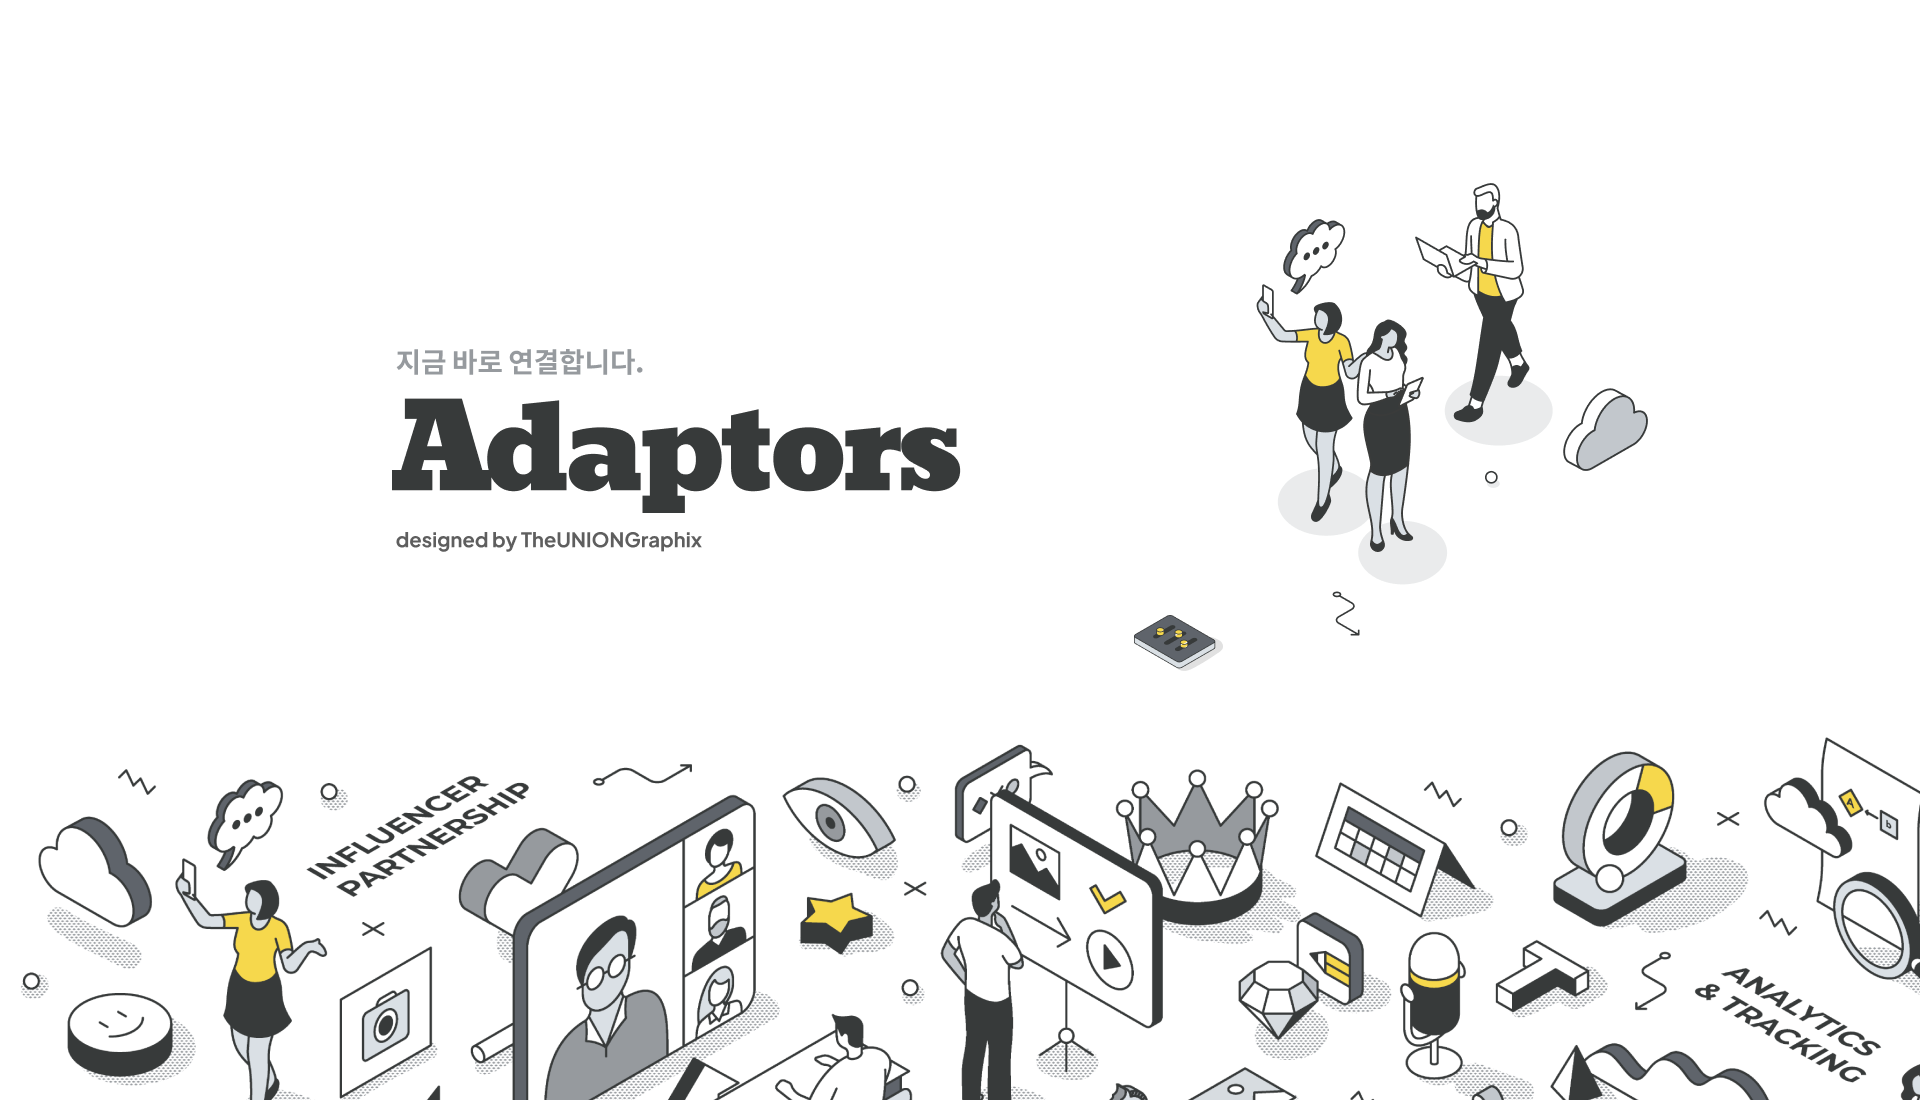 지금 바로 연결합니다.
Adaptors
designed by TheUNIONGraphix
INFLUENCER
PARTNERSHIP
A
b
T
ANALYTICS
& TRACKING